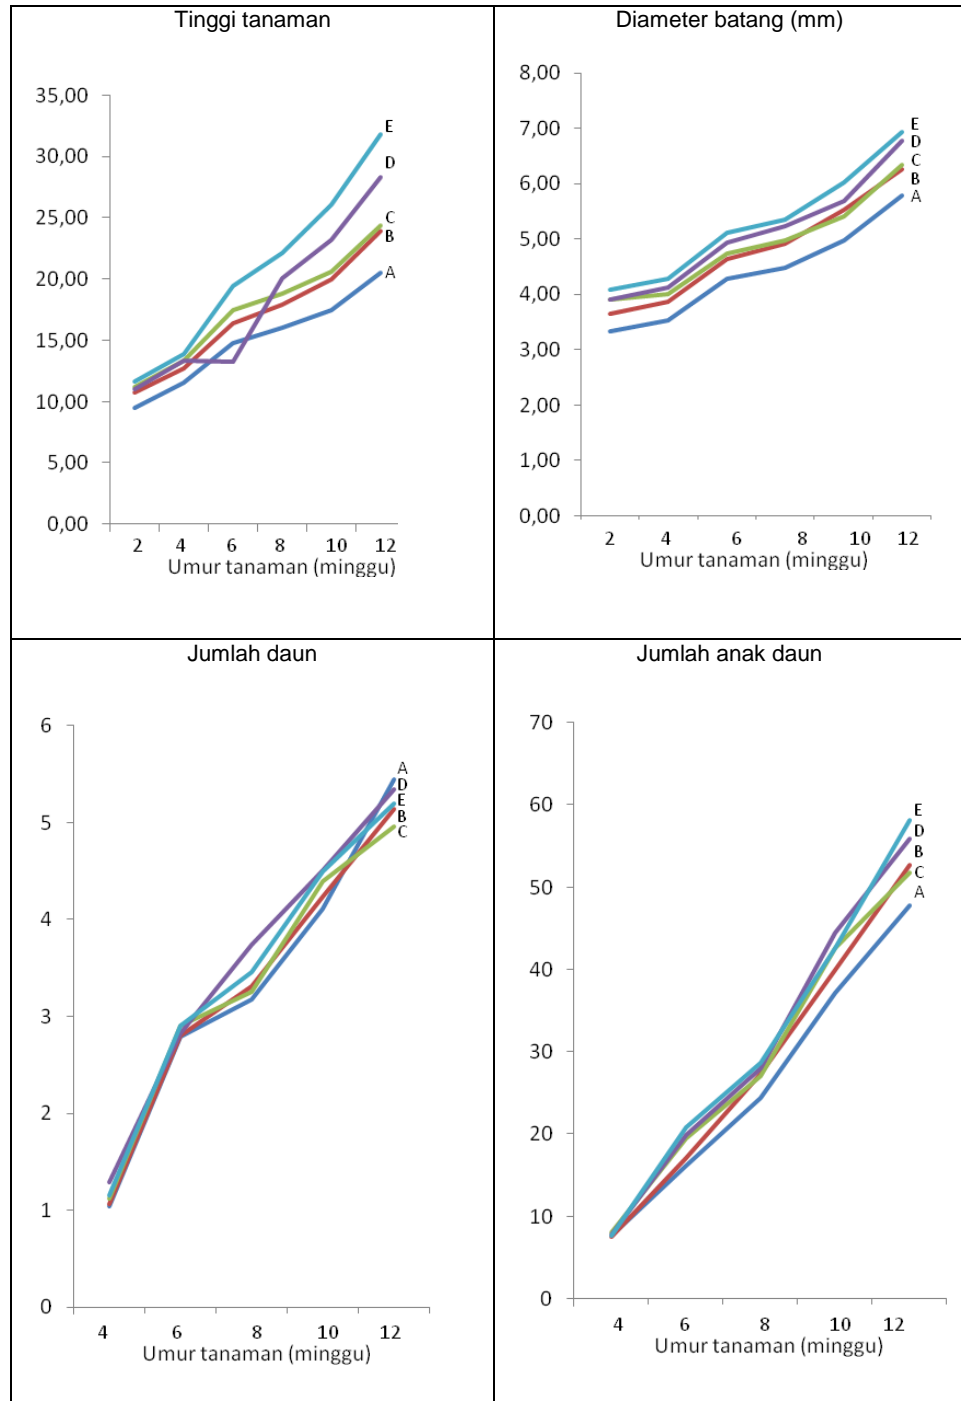 Tinggi tanaman
35,00
30,00
25,00
20,00
15,00
10,00
5,00
0,00
E
D
C
B
A
2 4 6 8 10 12
Umur tanaman (minggu)
Diameter batang (mm)
8,00
7,00
6,00
5,00
4,00
3,00
2,00
1,00
0,00
E
D
C
B
A
2 4 6 8 10 12
Umur tanaman (minggu)
Jumlah daun
6
5
4
3
2
1
0
A
D
E
B
C
4 6 8 10 12
Umur tanaman (minggu)
Jumlah anak daun
70
60
50
40
30
20
10
0
E
D
B
C
A
4 6 8 10 12
Umur tanaman (minggu)